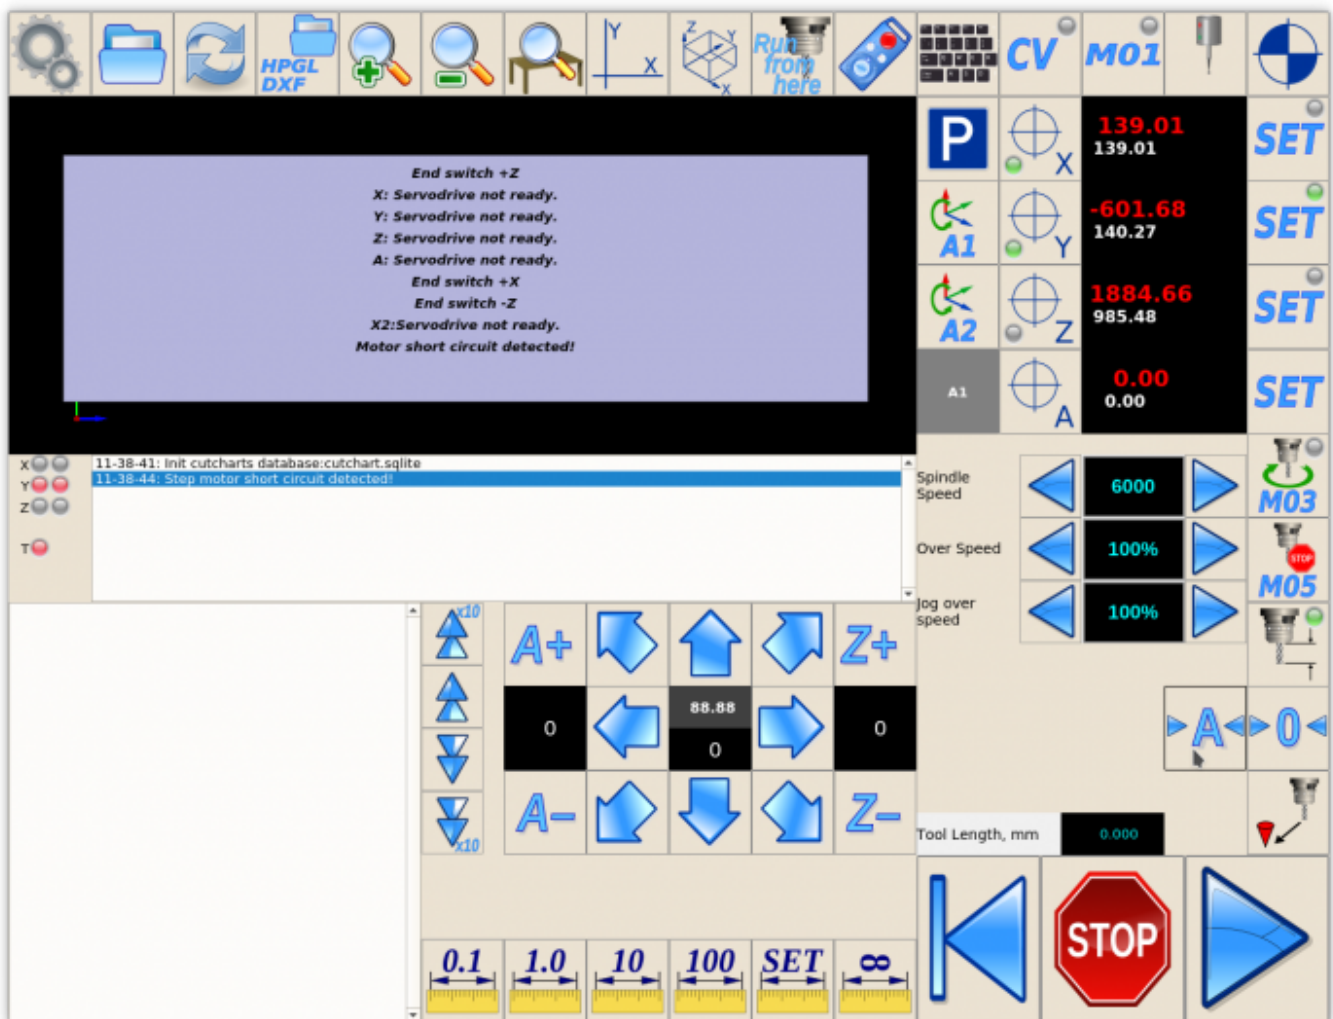 HPGL
DXF
Y
X
Z
Y
X
Run
from
here
CV
M01
P
X
139.01
139.01
SET
A1
Y
-601.68
140.27
SET
A2
Z
1884.66
985.48
SET
A1
A
0.00
0.00
SET
End switch +Z
X: Servodrive not ready.
Y: Servodrive not ready.
Z: Servodrive not ready.
A: Servodrive not ready.
End switch +X
End switch -Z
X2:Servodrive not ready.
Motor short circuit detected!
X
Y
Z
T
11-38-41: Init cutcharts database:cutchart.sqlite
11-38-44: Step motor short circuit detected!
Spindle
Speed
6000
M03
Over Speed
100%
STOP
M05
Jog over
speed
100%
x10
A+
Z+
0
88.88
0
0
A-
Z-
x10
A
0
Tool Length, mm
0.000
STOP
0.1
1.0
10
100
SET
∞